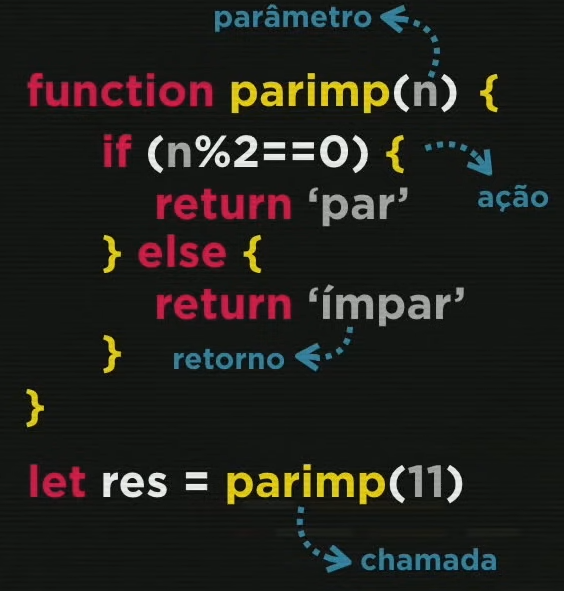 parâmetro
function parimp(n) {
if (n%2==0) {
ação
return ‘par’
} else {
return ‘ímpar’
} retorno
}
let res = parimp(11)
chamada